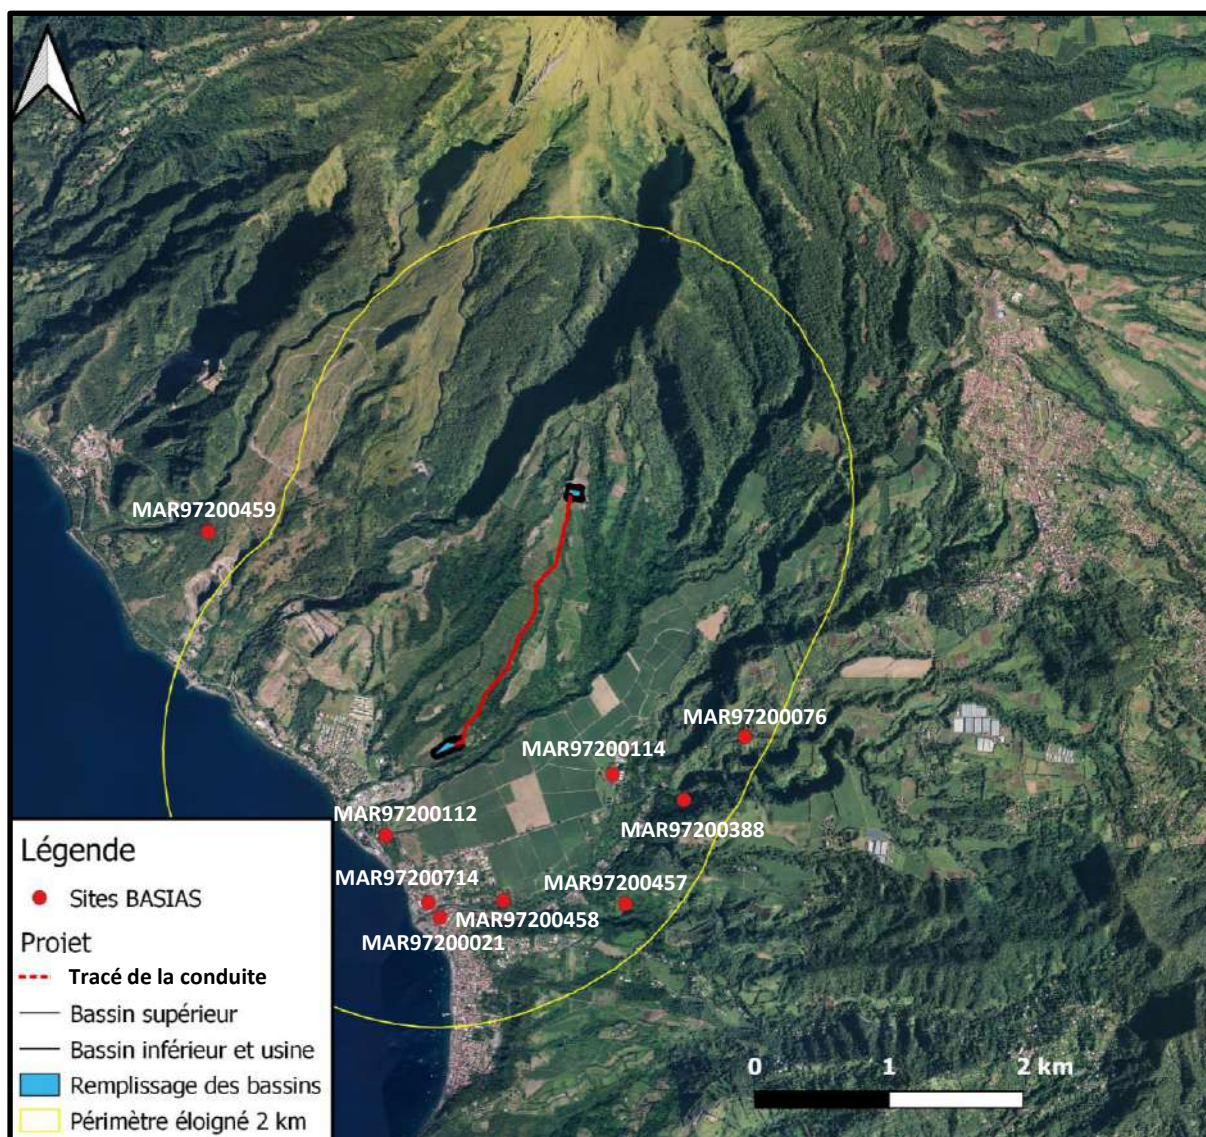 MAR97200459
MAR97200076
MAR97200114
MAR97200112
MAR97200388
MAR97200714
MAR97200457
MAR97200458
MAR97200021
Légende
Sites BASIAS
Projet
Tracé de la conduite
Bassin supérieur
Bassin inférieur et usine
Remplissage des bassins
Périmètre éloigné 2 km
0 1 2 km